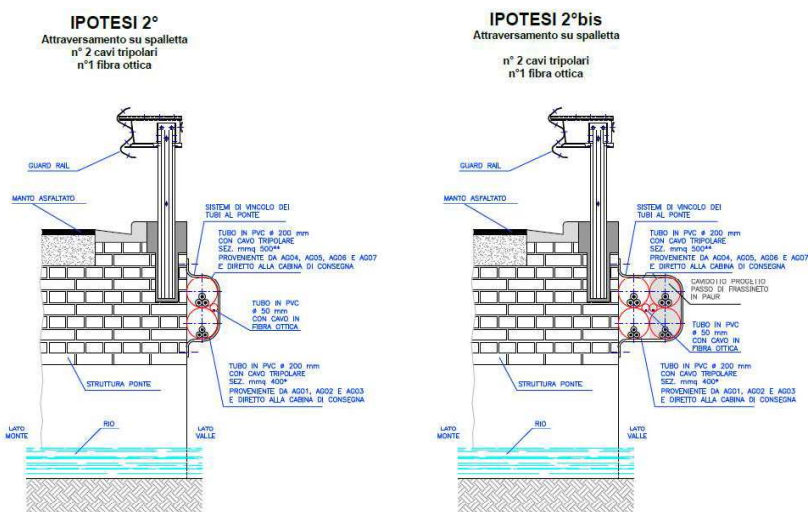 IPOTESI 2°
Attraversamento su spalletta
n° 2 cavi tripolari
n°1 fibra ottica
GUARD RAIL
MANTO ASFALTATO
SISTEMI DI VINCOLO DEI
TUBI AL PONTE
TUBO IN PVC ø 200 mm
CON CAVO TRIPOLARE
SEZ. mmq 500**
PROVENIENTE DA AG04, AG05, AG06 E AG07
E DIRETTO ALLA CABINA DI CONSEGNA
TUBO IN PVC
ø 50 mm
CON CAVO IN
FIBRA OTTICA
TUBO IN PVC ø 200 mm
CON CAVO TRIPOLARE
SEZ. mmq 400*
PROVENIENTE DA AG01, AG02 E AG03
E DIRETTO ALLA CABINA DI CONSEGNA
STRUTTURA PONTE
LATO
MONTE
RIO
LATO
VALLE
IPOTESI 2°bis
Attraversamento su spalletta
n° 2 cavi tripolari
n°1 fibra ottica
GUARD RAIL
MANTO ASFALTATO
SISTEMI DI VINCOLO DEI
TUBI AL PONTE
TUBO IN PVC ø 200 mm
CON CAVO TRIPOLARE
SEZ. mmq 500**
PROVENIENTE DA AG04, AG05, AG06 E AG07
E DIRETTO ALLA CABINA DI CONSEGNA
CAVIDOTTO PROGETTO
PASSO DI FRASSINETO
IN PAUR
TUBO IN PVC
ø 50 mm
CON CAVO IN
FIBRA OTTICA
TUBO IN PVC ø 200 mm
CON CAVO TRIPOLARE
SEZ. mmq 400*
PROVENIENTE DA AG01, AG02 E AG03
E DIRETTO ALLA CABINA DI CONSEGNA
STRUTTURA PONTE
LATO
MONTE
RIO
LATO
VALLE